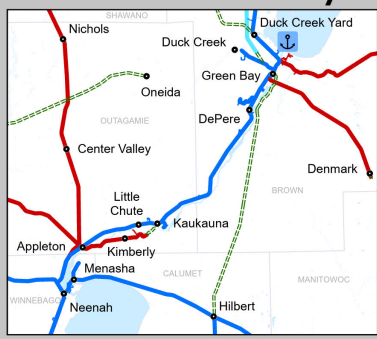 SHAWANO
Nichols
Duck Creek Yard
Duck Creek
Green Bay
Oneida
OUTAGAMIE
DePere
Center Valley
Denmark
BROWN
Little
Chute
Kaukauna
Appleton
Kimberly
Menasha
CALUMET
MANITOWOC
WINNEBAGO
Neenah
Hilbert